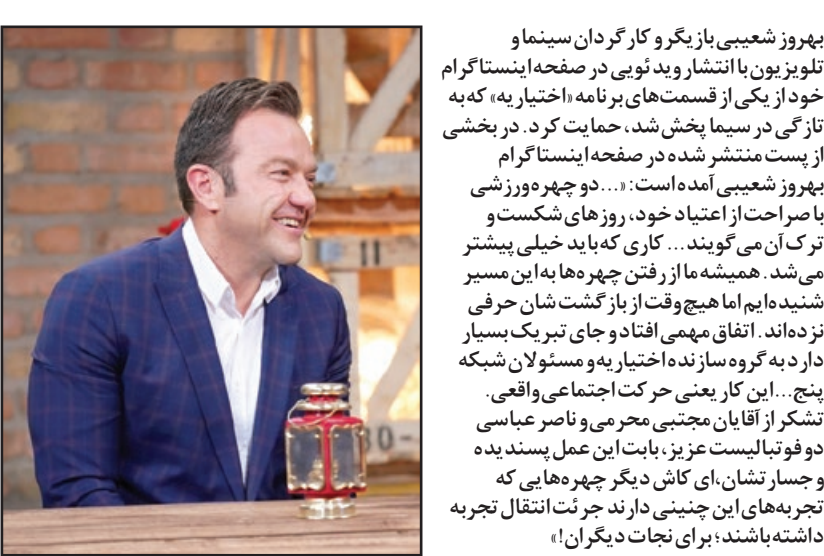 بهروز شعیبی بازیگر و کارگردان سینما و
تلویزیون با انتشار ویدئویی در صفحه اینستاگرام
خود از یکی از قسمت‌های برنامه «اختیاریه» که به
تازگی در سیما پخش شد، حمایت کرد. در بخشی
از پست منتشر شده در صفحه اینستاگرام
بهروز شعیبی آمده است: «...دو چهره ورزشی
با صراحت از اعتیاد خود، روزهای شکست و
ترک آن می‌گویند... کاری که باید خیلی پیشتر
می‌شد. همیشه ما از رفتن چهره‌ها به این مسیر
شنیده‌ایم اما هیچ وقت از بازگشت شان حرفی
نزده‌اند. اتفاق مهمی افتاد و جای تبریک بسیار
دارد به گروه سازنده اختیاریه و مسئولان شبکه
پنج...این کار یعنی حرکت اجتماعی واقعی.
تشکر از آقایان مجتبی محرمی و ناصر عباسی
دو فوتبالیست عزیز، بابت این عمل پسندیده
و جسارتشان،ای کاش دیگر چهره‌هایی که
تجربه‌های این چنینی دارند جرئت انتقال تجربه
داشته باشند؛ برای نجات دیگران!»